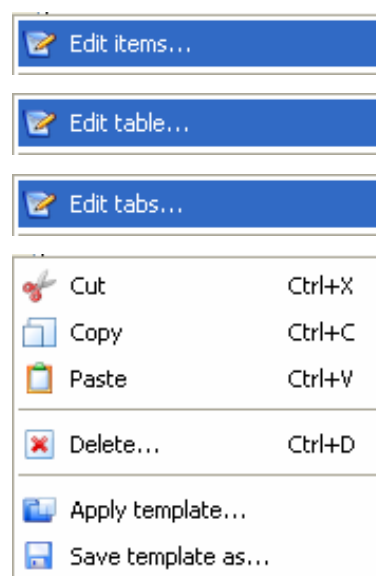 Edit items...
Edit table...
Edit tabs...
Cut Ctrl+X
Copy Ctrl+C
Paste Ctrl+V
Delete... Ctrl+D
Apply template...
Save template as...